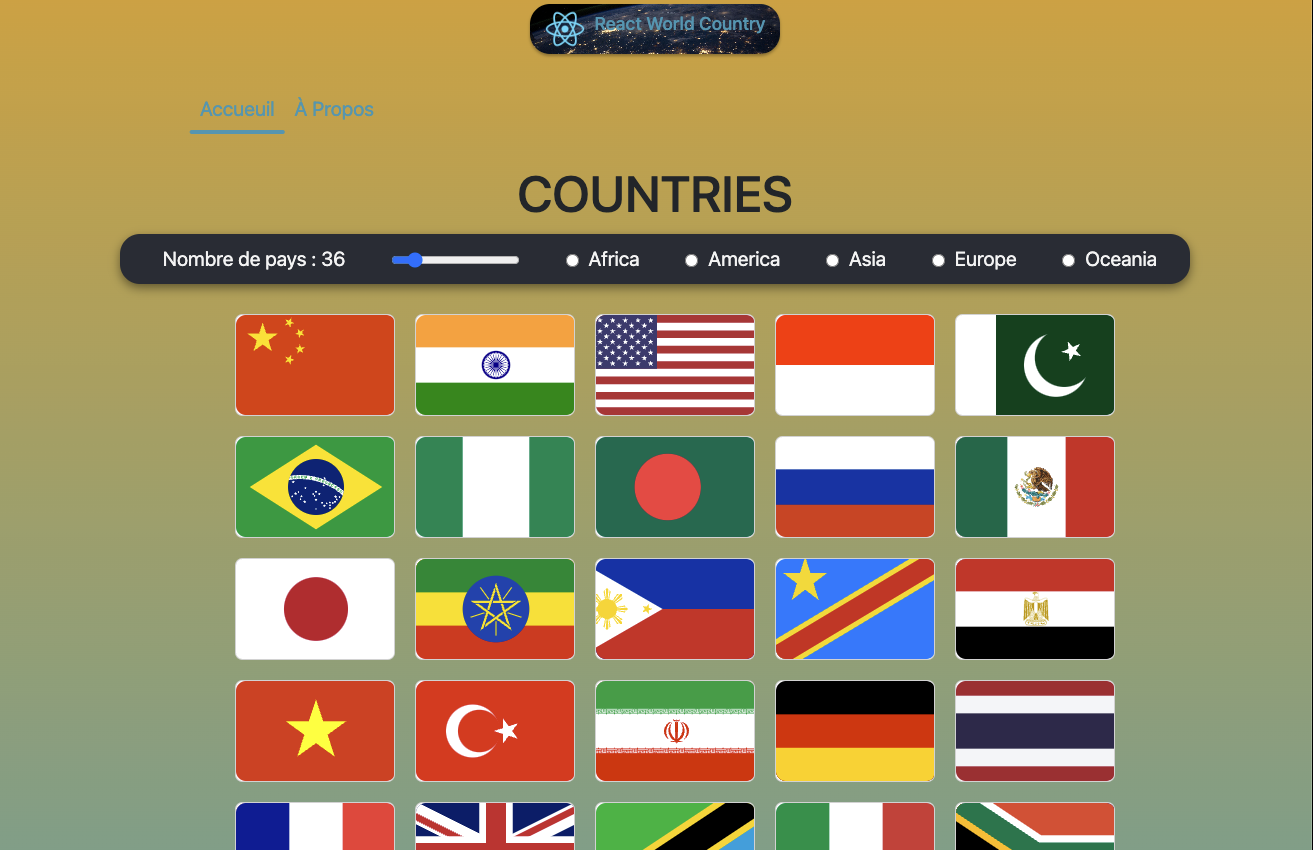 React World Country
Accueuil À Propos
COUNTRIES
Nombre de pays : 36 Africa America Asia Europe Oceania